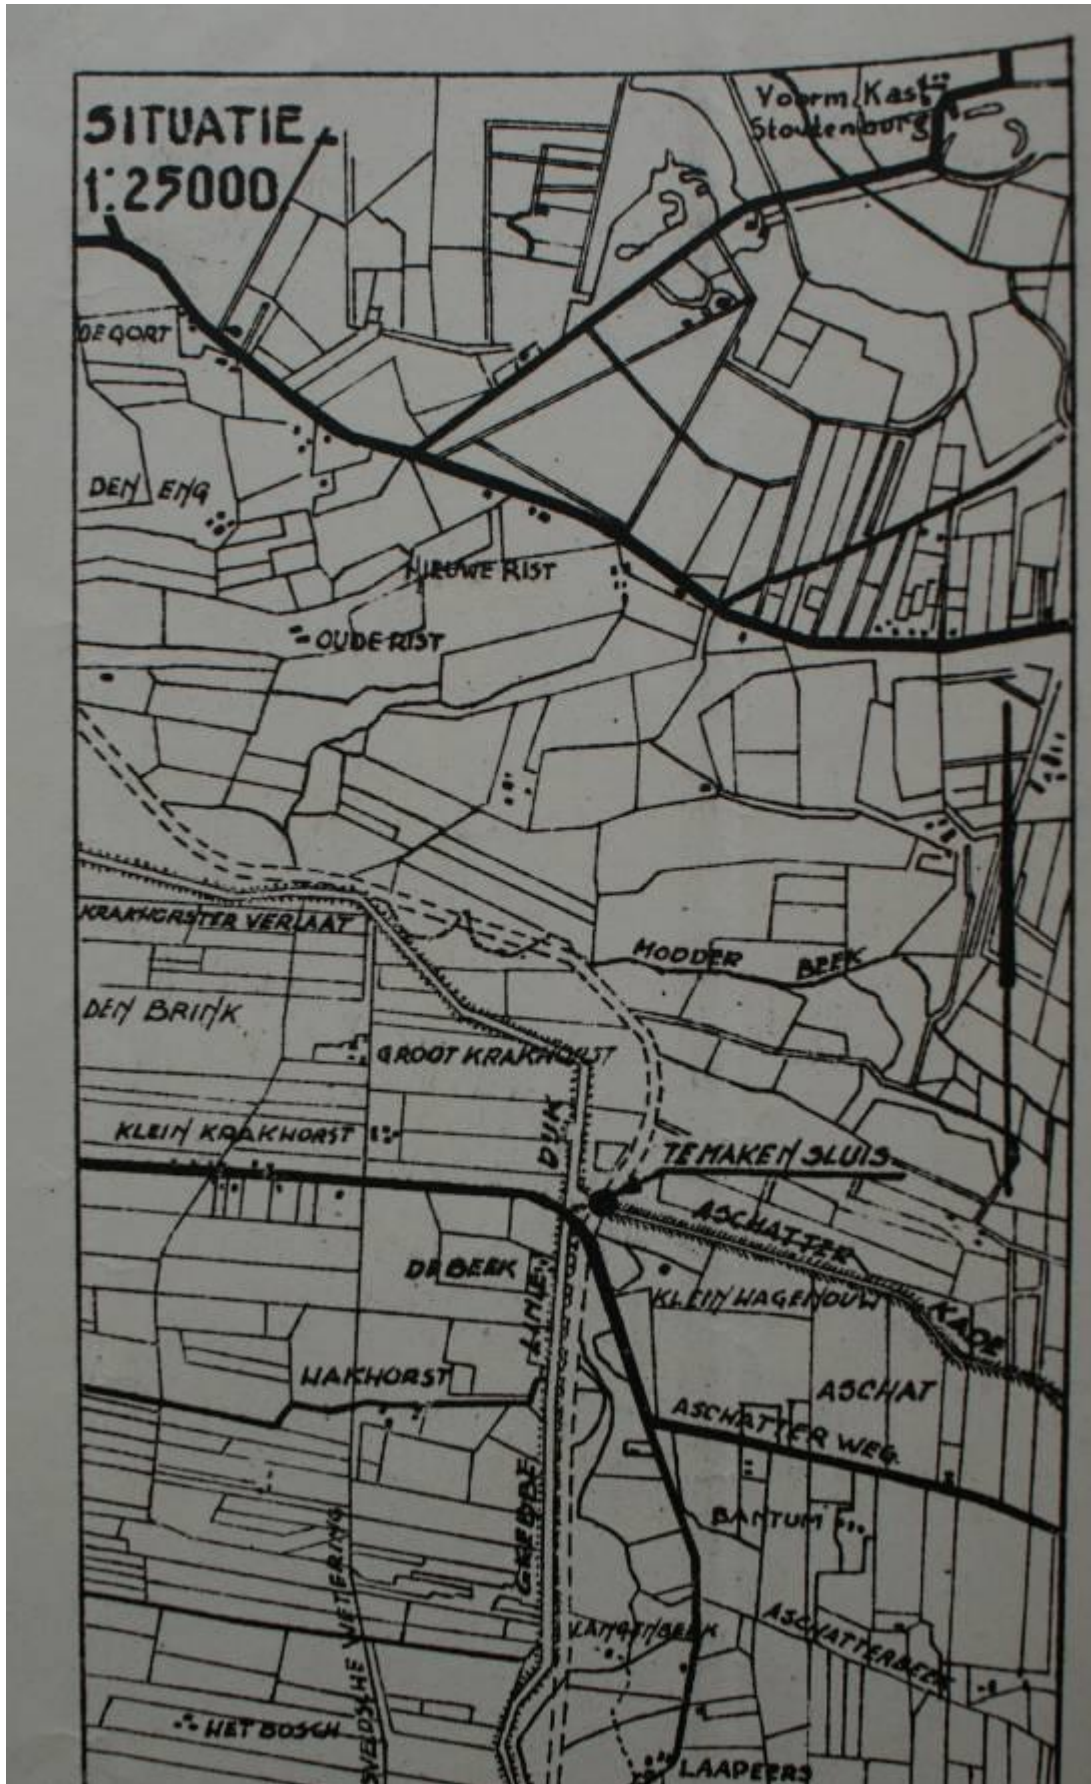 SITUATIE
1:25000
Voorm. Kast.
Stoutenburg
DE GORT
DEN ENG
NIEUWE RIST
OUDE RIST
KRAKHORSTER VERLAAT
MODDER BEEK
DEN BRINK
GROOT KRAKHORST
KLEIN KRAKHORST
DIJK
TE MAKEN SLUIS
ASCHATTER KADE
DE BEEK
LINIE
KLEIN WAGENOUW
HAKHORST
ASCHAT
ASCHATTER WEG.
GREBBE
BANTUM
WETERING
LANGENBEEK
ASCHATTERBEEK
HET BOSCH
LAAPEERS